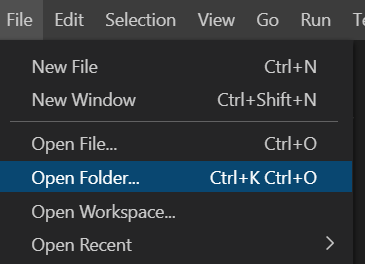 File Edit Selection View Go Run
New File Ctrl+N
New Window Ctrl+Shift+N
Open File... Ctrl+O
Open Folder... Ctrl+K Ctrl+O
Open Workspace...
Open Recent